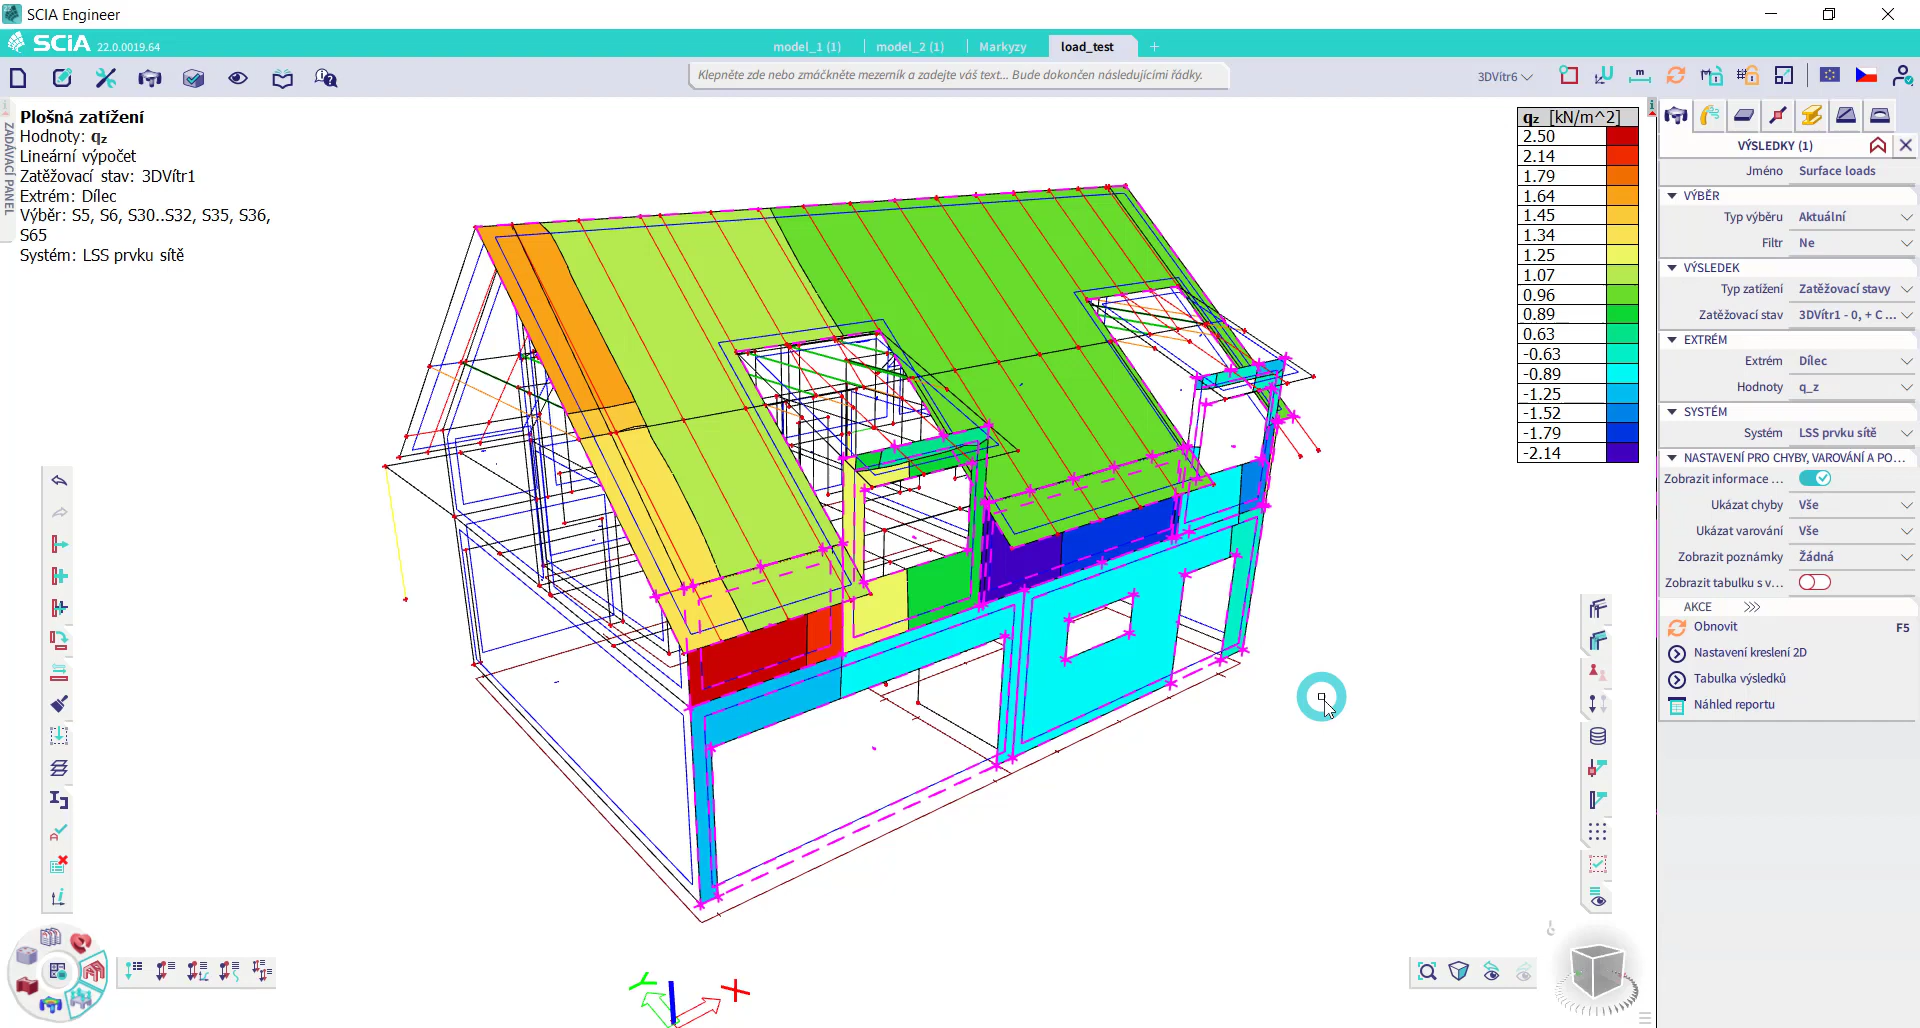 SCIA Engineer
SCIA 22.0.0019.64
model_1 (1)
model_2 (1)
Markyzy
load_test
Klepněte zde nebo zmáčkněte mezerník a zadejte váš text... Bude dokončen následujícími řádky.
3DVítr6
ZADÁVACÍ PANEL
Plošná zatížení
Hodnoty: qz
Lineární výpočet
Zatěžovací stav: 3DVítr1
Extrém: Dílec
Výběr: S5, S6, S30..S32, S35, S36,
S65
Systém: LSS prvku sítě
qz [kN/m^2]
2.50
2.14
1.79
1.64
1.45
1.34
1.25
1.07
0.96
0.89
0.63
-0.63
-0.89
-1.25
-1.52
-1.79
-2.14
VÝSLEDKY (1)
Jméno Surface loads
VÝBĚR
Typ výběru Aktuální
Filtr Ne
VÝSLEDEK
Typ zatížení Zatěžovací stavy
Zatěžovací stav 3DVítr1 - 0, + C ...
EXTRÉM
Extrém Dílec
Hodnoty q_z
SYSTÉM
Systém LSS prvku sítě
NASTAVENÍ PRO CHYBY, VAROVÁNÍ A PO...
Zobrazit informace ...
Ukázat chyby Vše
Ukázat varování Vše
Zobrazit poznámky Žádná
Zobrazit tabulku s v...
AKCE >>>
Obnovit F5
Nastavení kreslení 2D
Tabulka výsledků
Náhled reportu